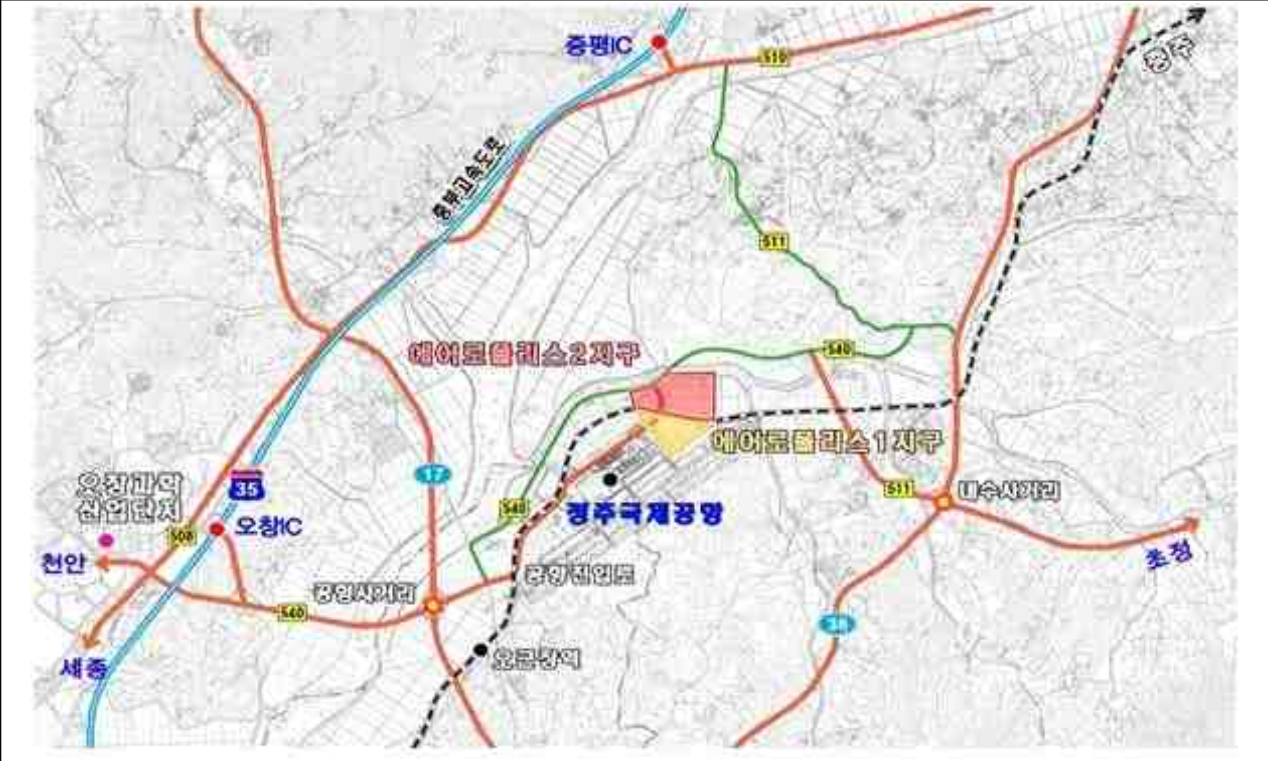 증평IC
510
충주
중부고속도로
511
에어로폴리스2지구
540
에어로폴리스1지구
17
35
오창과학
산업단지
540
511
내수사거리
청주국제공항
508
오창IC
천안
초정
공항진입로
공항사거리
540
36
오근장역
세종